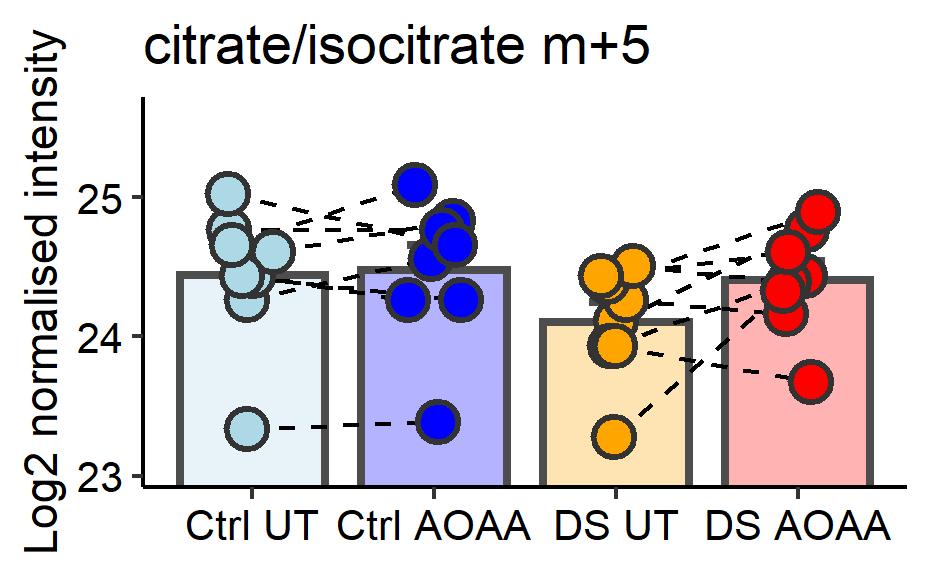 citrate/isocitrate m+5
Log2 normalised intensity
25
24
23
Ctrl UT
Ctrl AOAA
DS UT
DS AOAA